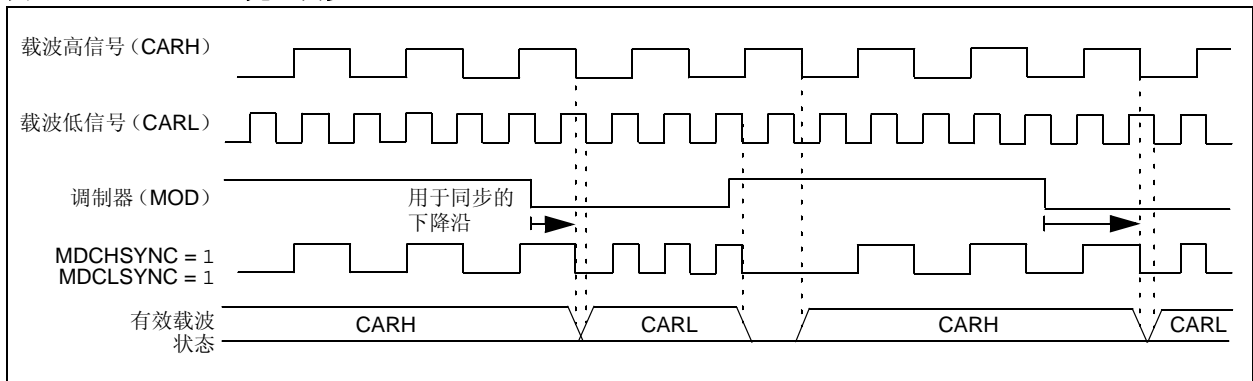 载波高信号（CARH）
载波低信号（CARL）
调制器（MOD）
用于同步的
下降沿
MDCHSYNC = 1
MDCLSYNC = 1
有效载波
状态
CARH
CARL
CARH
CARL